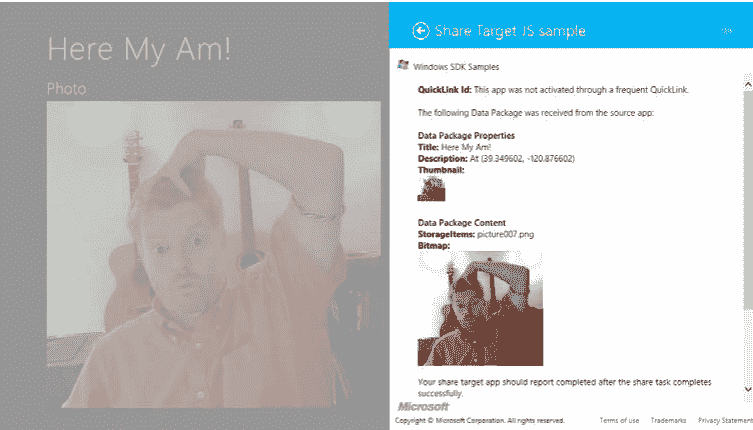 Here My Am!
Photo
Share Target JS sample
Windows SDK Samples
QuickLink Id: This app was not activated through a frequent QuickLink.
The following Data Package was received from the source app:
Data Package Properties
Title: Here My Am!
Description: At (39.349602, -120.876602)
Thumbnail:
Data Package Content
StorageItems: picture007.png
Bitmap:
Your share target app should report completed after the share task completes
successfully.
Microsoft
Copyright © Microsoft Corporation. All rights reserved.
Terms of use
Trademarks
Privacy Statement